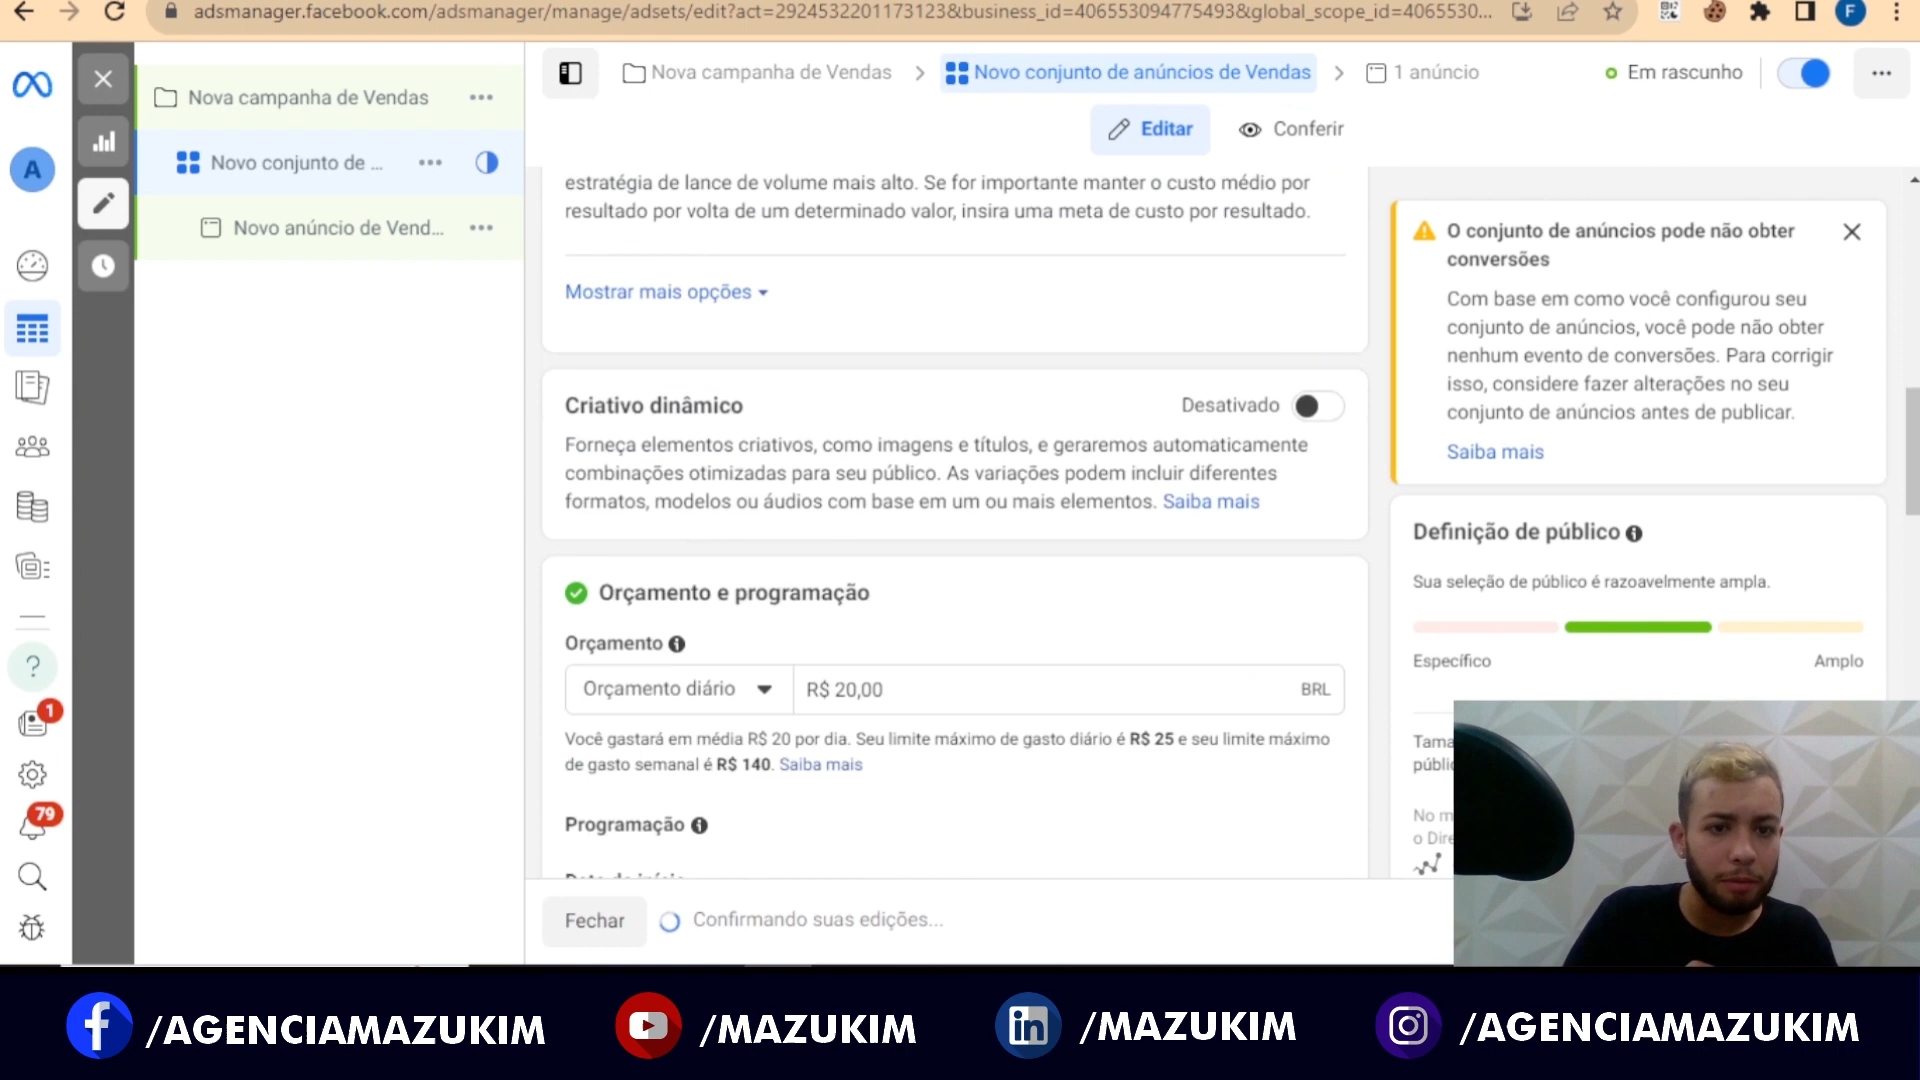 adsmanager.facebook.com/adsmanager/manage/adsets/edit?act=2924532201173123&business_id=406553094775493&global_scope_id=4065530...
F
A
Nova campanha de Vendas
Novo conjunto de ...
Novo anúncio de Vend...
?
1
79
Nova campanha de Vendas
Novo conjunto de anúncios de Vendas
1 anúncio
Em rascunho
Editar
Conferir
estratégia de lance de volume mais alto. Se for importante manter o custo médio por
resultado por volta de um determinado valor, insira uma meta de custo por resultado.
Mostrar mais opções
Criativo dinâmico
Desativado
Forneça elementos criativos, como imagens e títulos, e geraremos automaticamente
combinações otimizadas para seu público. As variações podem incluir diferentes
formatos, modelos ou áudios com base em um ou mais elementos. Saiba mais
Orçamento e programação
Orçamento
Orçamento diário
R$ 20,00
BRL
Você gastará em média R$ 20 por dia. Seu limite máximo de gasto diário é R$ 25 e seu limite máximo
de gasto semanal é R$ 140. Saiba mais
Programação
Fechar
Confirmando suas edições...
O conjunto de anúncios pode não obter
conversões
Com base em como você configurou seu
conjunto de anúncios, você pode não obter
nenhum evento de conversões. Para corrigir
isso, considere fazer alterações no seu
conjunto de anúncios antes de publicar.
Saiba mais
Definição de público
Sua seleção de público é razoavelmente ampla.
Específico
Amplo
Tama
públic
No m
o Dire
/AGENCIAMAZUKIM
/MAZUKIM
in
/MAZUKIM
/AGENCIAMAZUKIM